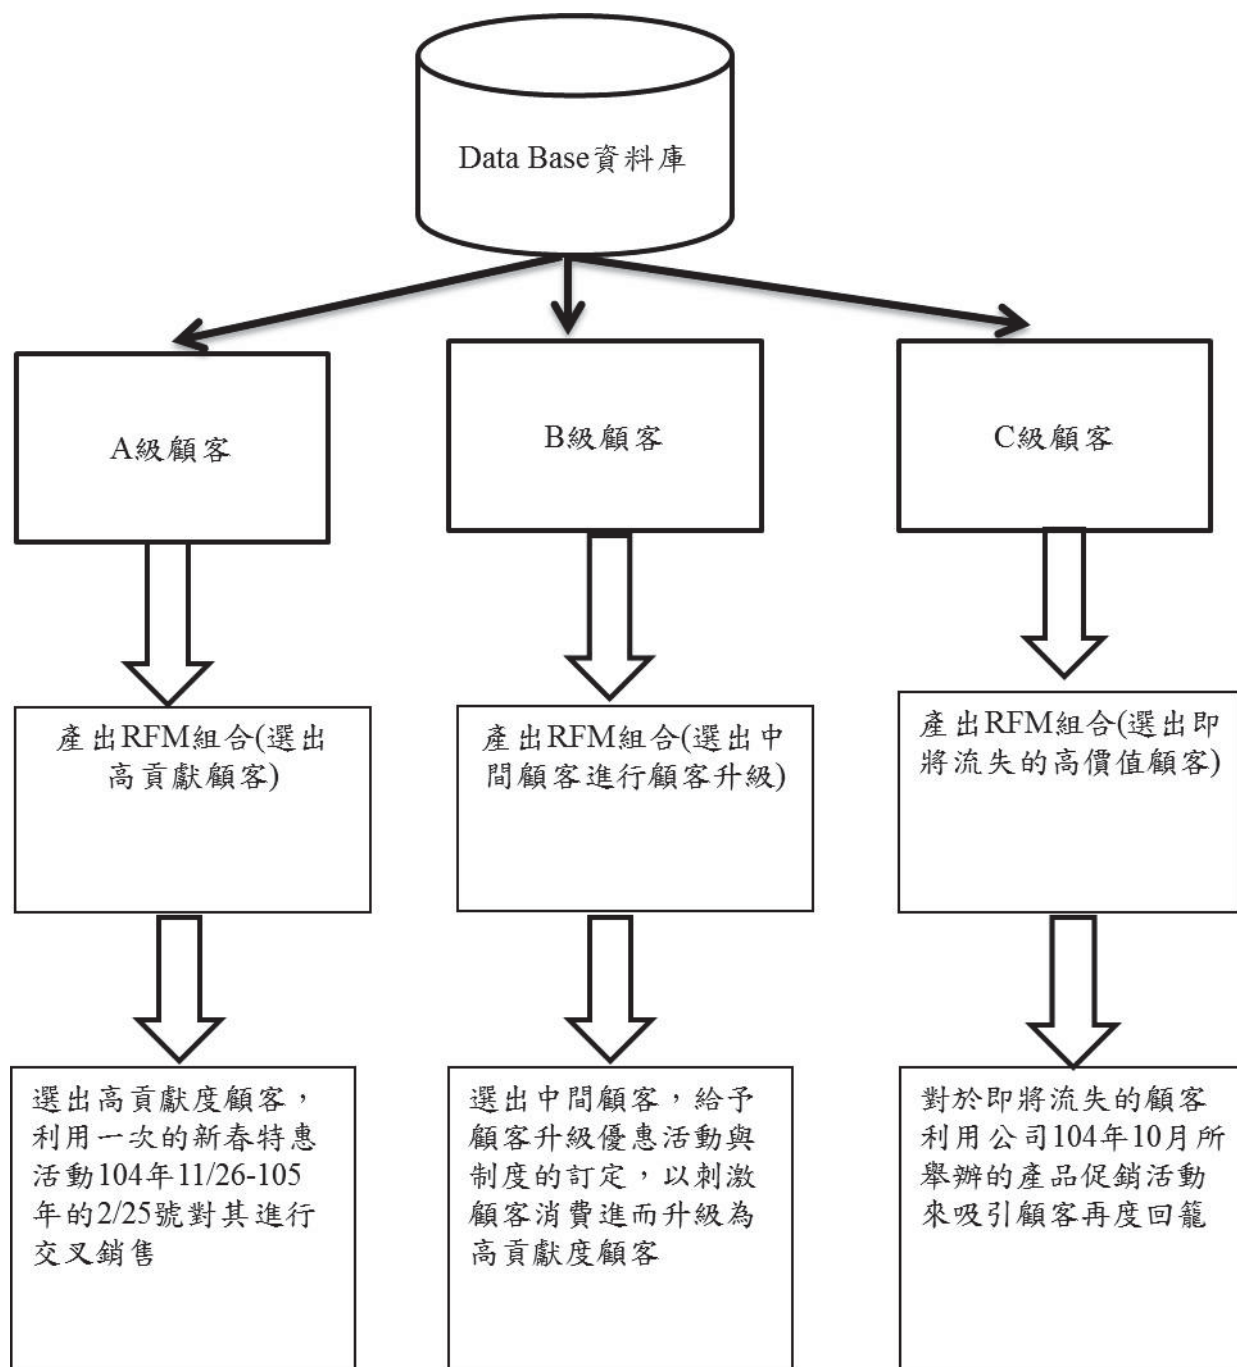 Data Base資料庫
A級顧客
B級顧客
C級顧客
產出RFM組合(選出
高貢獻顧客)
產出RFM組合(選出中
間顧客進行顧客升級)
產出RFM組合(選出即
將流失的高價值顧客)
選出高貢獻度顧客，
利用一次的新春特惠
活動104年11/26-105
年的2/25號對其進行
交叉銷售
選出中間顧客，給予
顧客升級優惠活動與
制度的訂定，以刺激
顧客消費進而升級為
高貢獻度顧客
對於即將流失的顧客
利用公司104年10月所
舉辦的產品促銷活動
來吸引顧客再度回籠